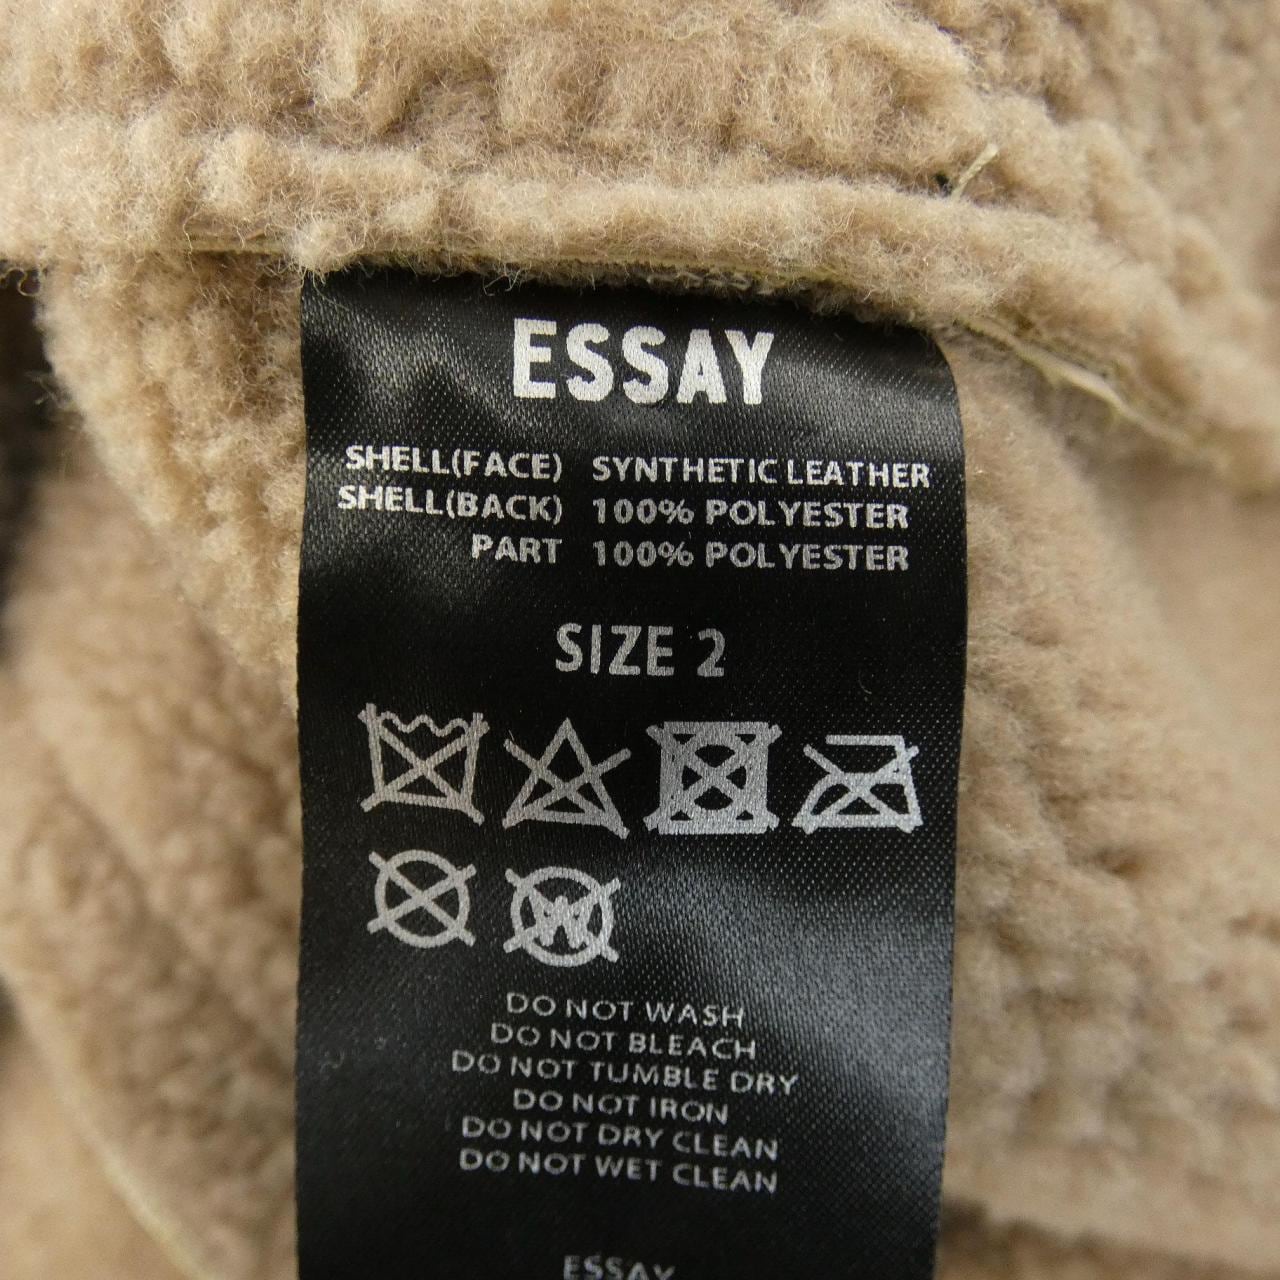 ESSAY
SHELL(FACE) SYNTHETIC LEATHER
SHELL(BACK) 100% POLYESTER
PART 100% POLYESTER
SIZE 2
W
DO NOT WASH
DO NOT BLEACH
DO NOT TUMBLE DRY
DO NOT IRON
DO NOT DRY CLEAN
DO NOT WET CLEAN
ESSAY